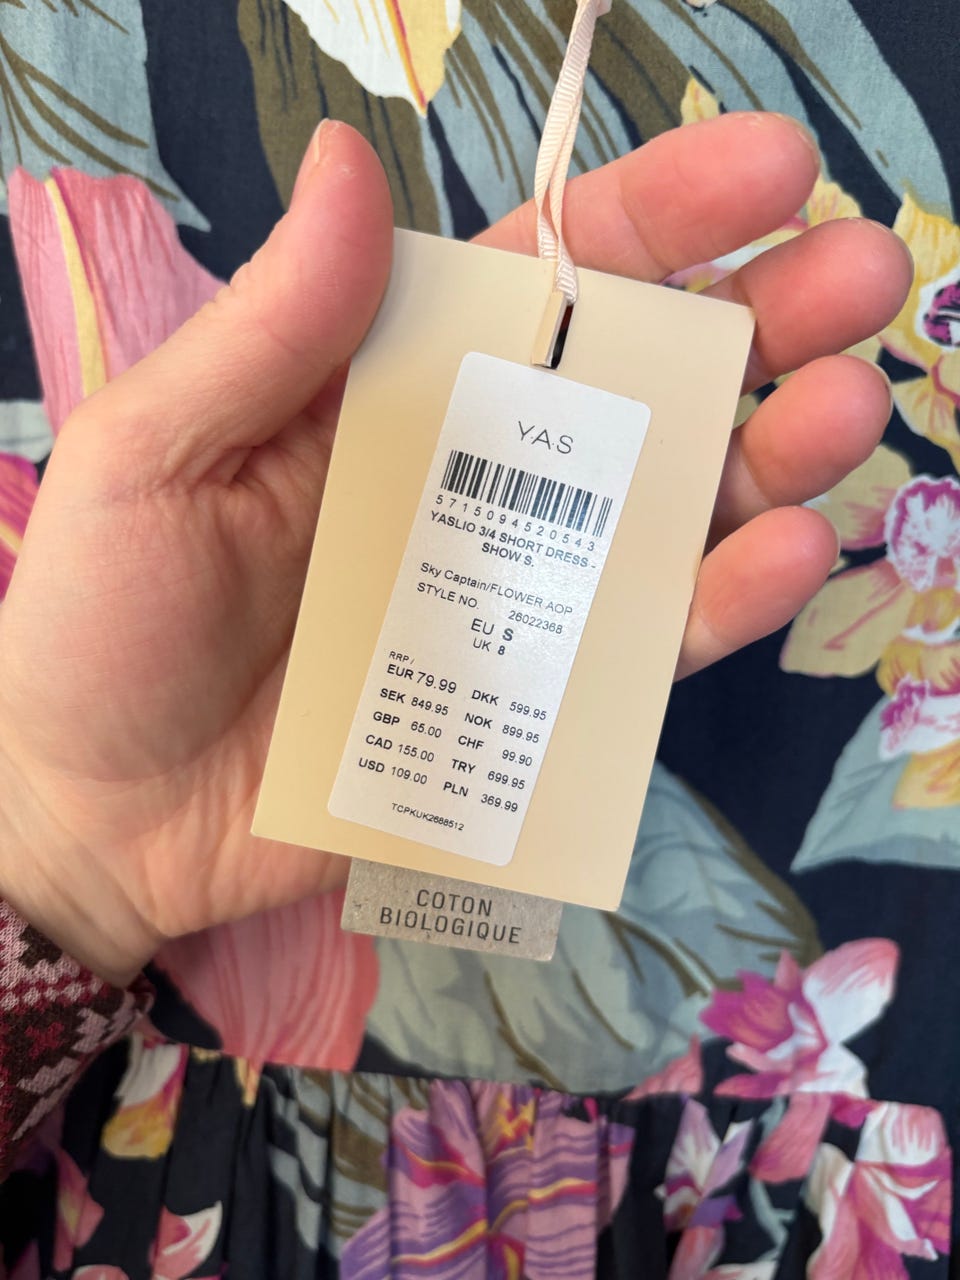 Y.A.S
5715094520543
YASLIO 3/4 SHORT DRESS -
SHOW S.
Sky Captain/FLOWER AOP
STYLE NO. 26022368
EU S
UK 8
RRP/
EUR 79.99 DKK 599.95
SEK 849.95 NOK 899.95
GBP 65.00 CHF 99.90
CAD 155.00 TRY 699.95
USD 109.00 PLN 369.99
TCPKUK2688512
COTON
BIOLOGIQUE